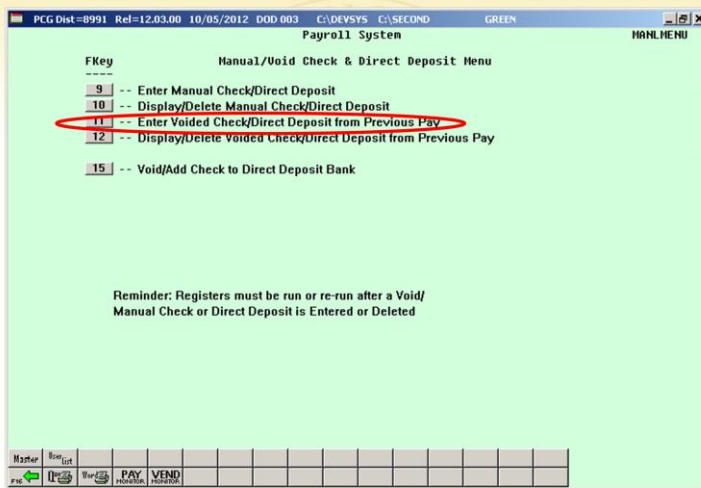 PCG Dist=8991 Rel=12.03.00 10/05/2012 DOD 003 C:\DEVSYS C:\SECOND GREEN
Payroll System MANLMENU
FKey Manual/Void Check & Direct Deposit Menu
----
9 -- Enter Manual Check/Direct Deposit
10 -- Display/Delete Manual Check/Direct Deposit
11 -- Enter Voided Check/Direct Deposit from Previous Pay
12 -- Display/Delete Voided Check/Direct Deposit from Previous Pay
15 -- Void/Add Check to Direct Deposit Bank
Reminder: Registers must be run or re-run after a Void/
Manual Check or Direct Deposit is Entered or Deleted
Master User List
F16 PAY MONITOR VEND MONITOR